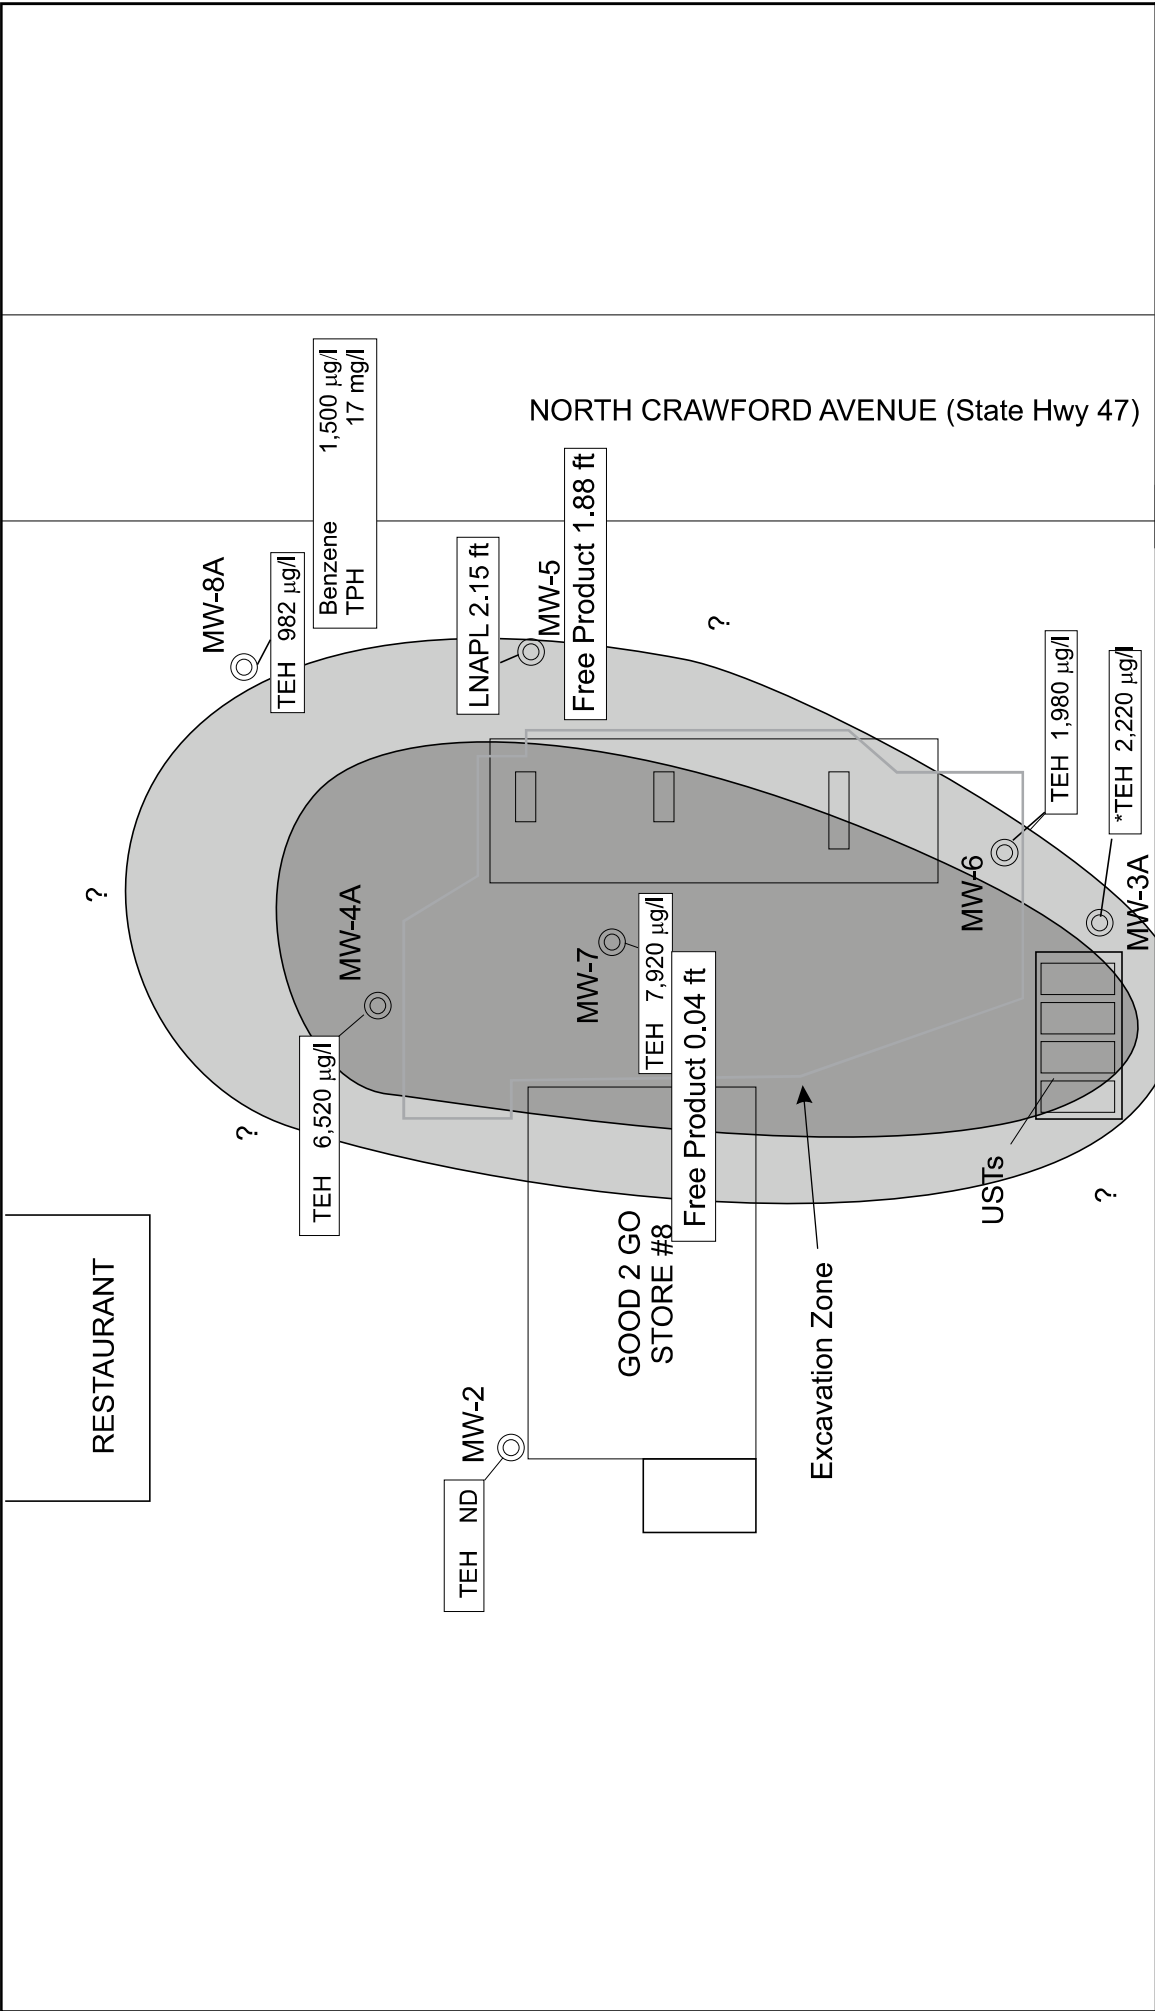 NORTH CRAWFORD AVENUE (State Hwy 47)
MW-8A
TEH 982 µg/l
Benzene 1,500 µg/l
TPH 17 mg/l
LNAPL 2.15 ft
MW-5
Free Product 1.88 ft
?
?
?
?
MW-4A
TEH 6,520 µg/l
MW-7
TEH 7,920 µg/l
Free Product 0.04 ft
MW-6
TEH 1,980 µg/l
*TEH 2,220 µg/l
MW-3A
USTs
Excavation Zone
GOOD 2 GO
STORE #8
RESTAURANT
MW-2
TEH ND